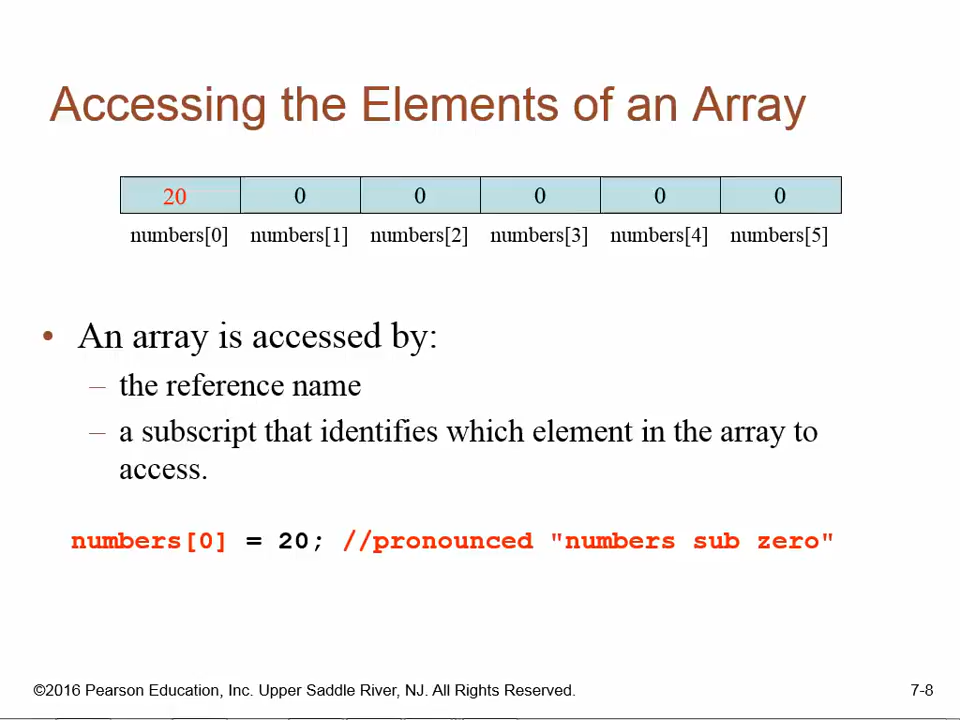 Accessing the Elements of an Array
20 0 0 0 0 0
numbers[0] numbers[1] numbers[2] numbers[3] numbers[4] numbers[5]
• An array is accessed by:
– the reference name
– a subscript that identifies which element in the array to
access.
numbers[0] = 20; //pronounced "numbers sub zero"
©2016 Pearson Education, Inc. Upper Saddle River, NJ. All Rights Reserved. 7-8